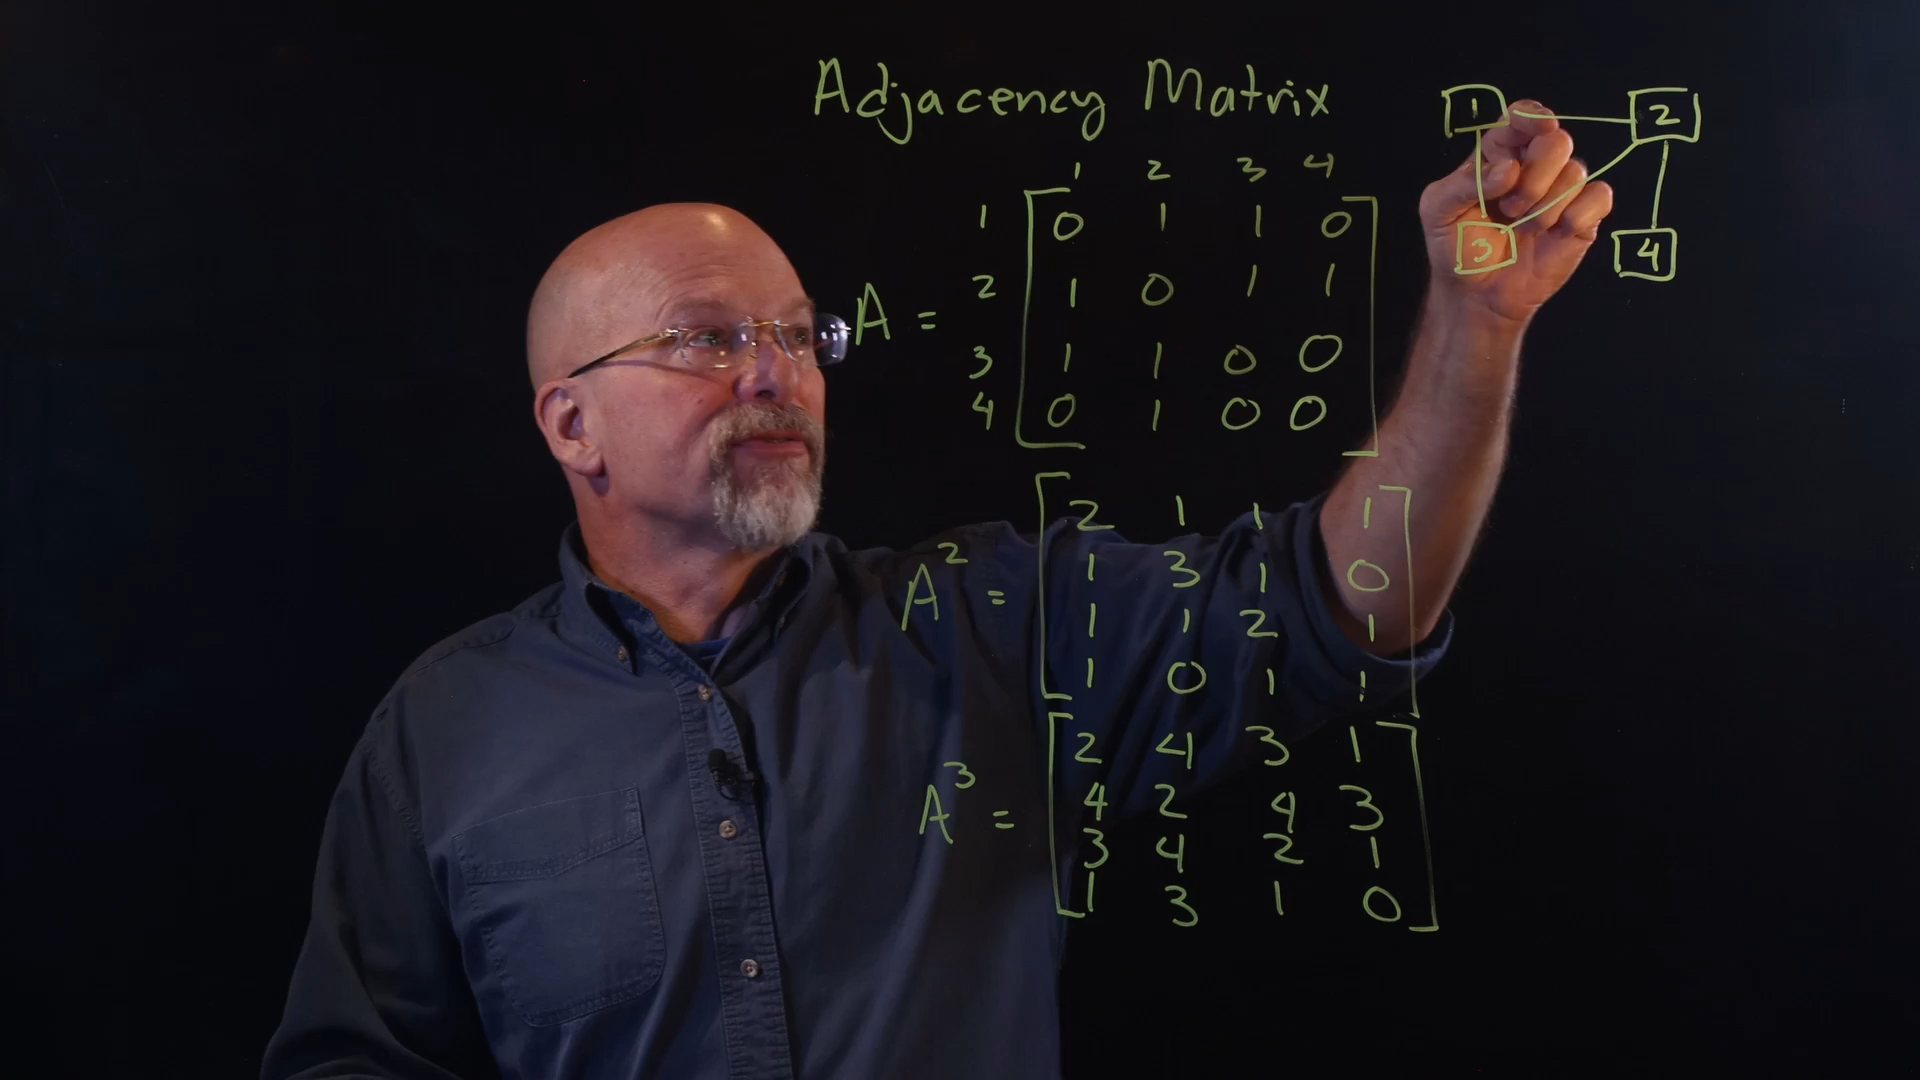 Adjacency Matrix
1 2
3 4
1 2 3 4
1 0 1 1 0
2 1 0 1 1
A =
3 1 1 0 0
4 0 1 0 0
2 1 1 1
1 3 1 0
A² =
1 1 2 1
1 0 1 1
2 4 3 1
4 2 4 3
A³ =
3 4 2 1
1 3 1 0